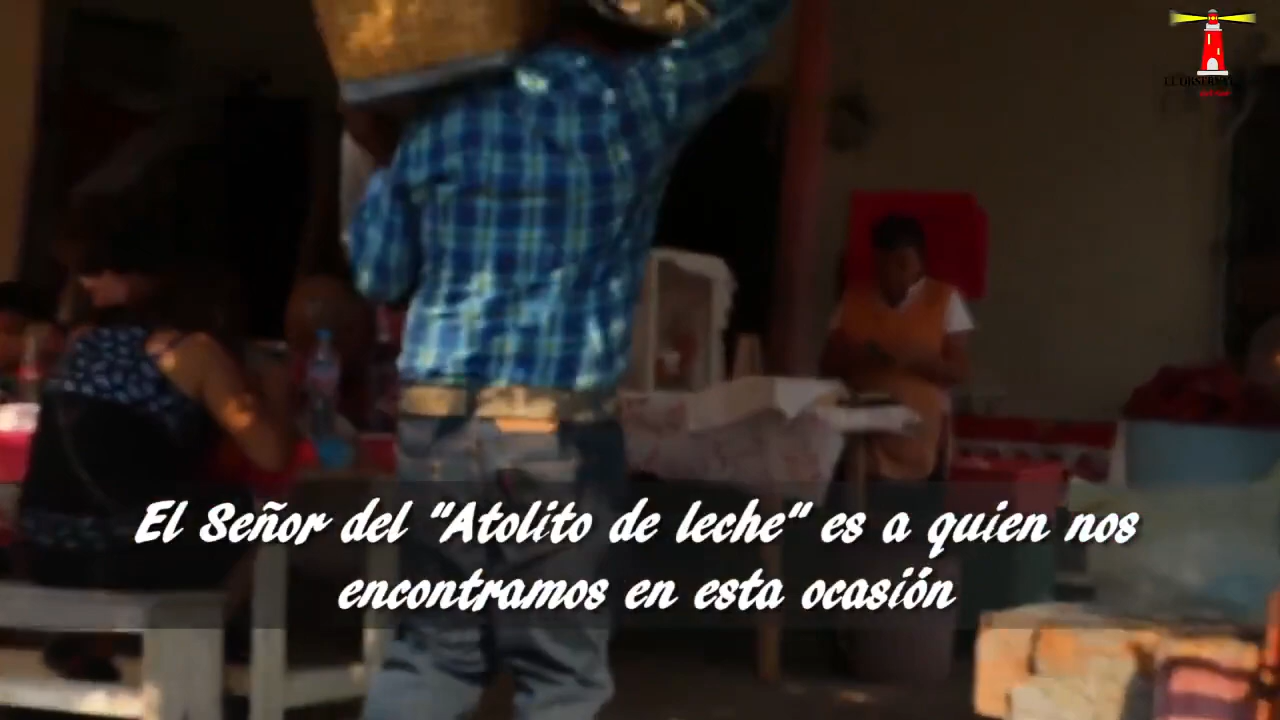 El Señor del "Atolito de leche" es a quien nos
encontramos en esta ocasión